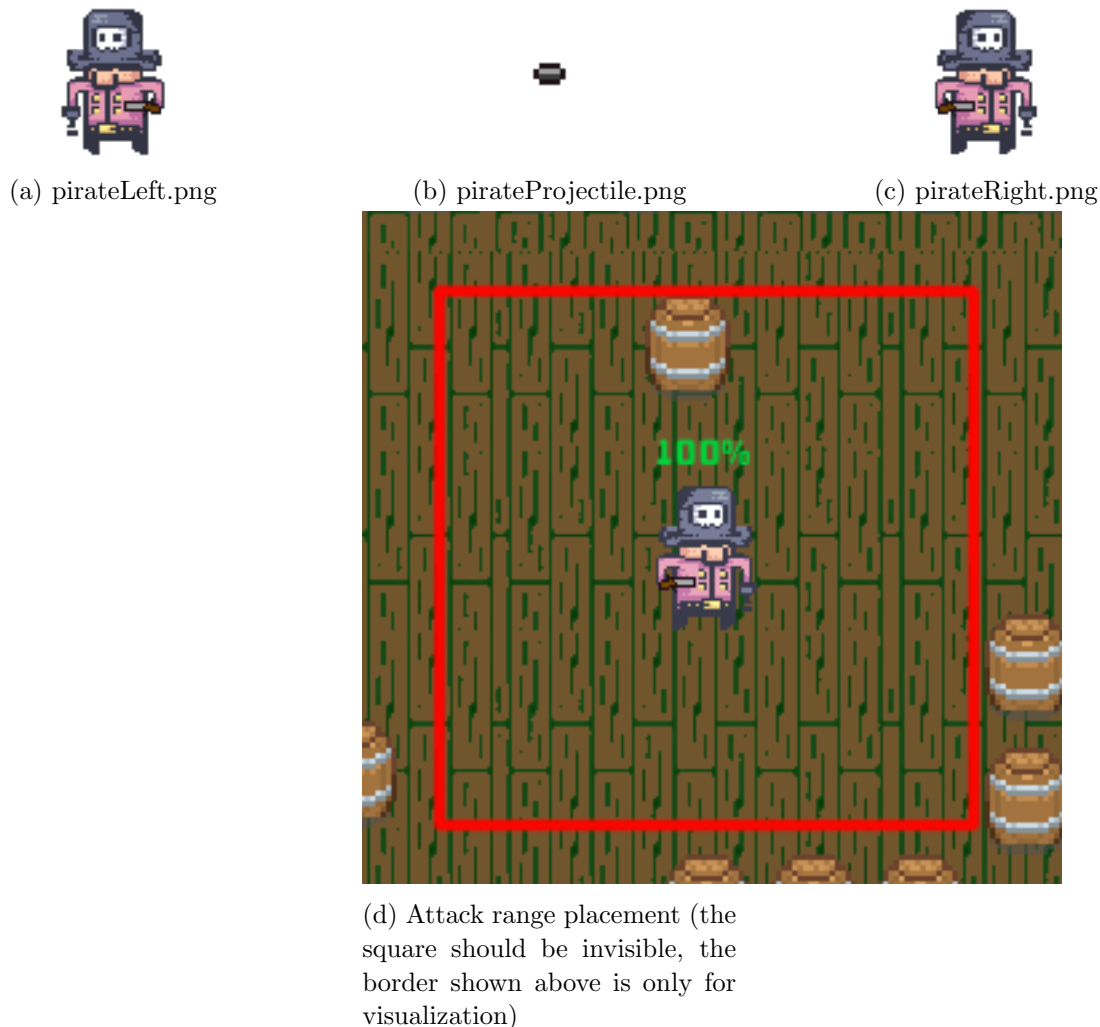 (a) pirateLeft.png
(b) pirateProjectile.png
(c) pirateRight.png
100%
(d) Attack range placement (the
square should be invisible, the
border shown above is only for
visualization)